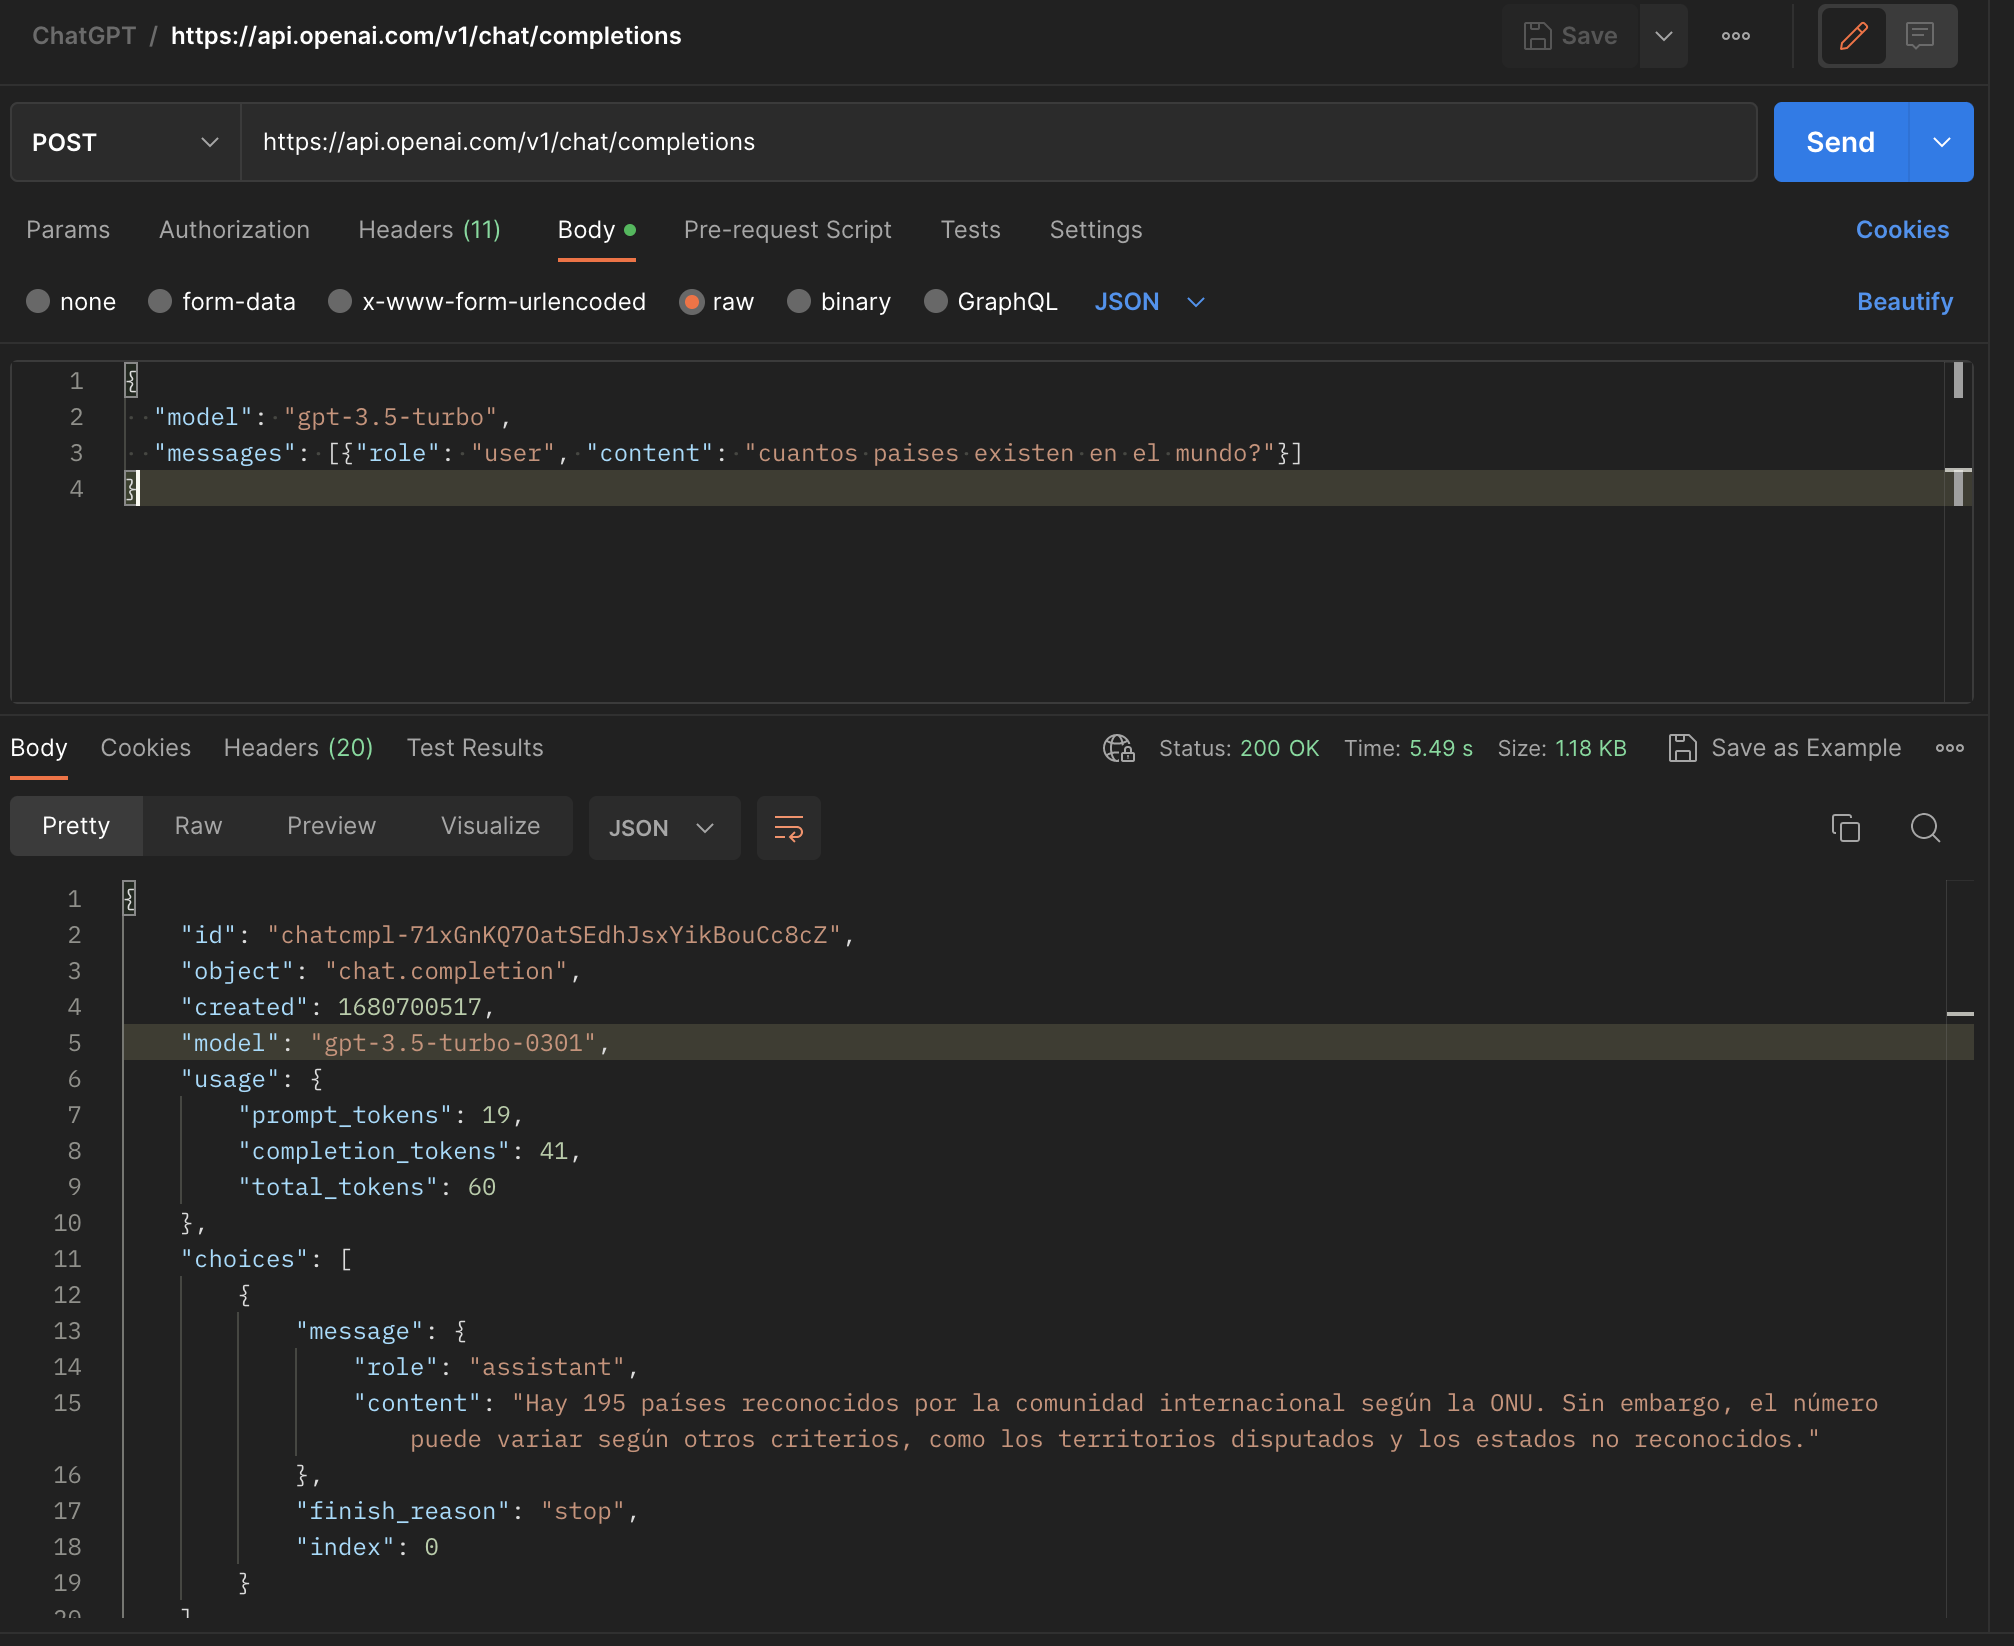 ChatGPT / https://api.openai.com/v1/chat/completions
Save
POST
https://api.openai.com/v1/chat/completions
Send
Params Authorization Headers (11) Body Pre-request Script Tests Settings Cookies
none form-data x-www-form-urlencoded raw binary GraphQL JSON Beautify
1 {
2 "model": "gpt-3.5-turbo",
3 "messages": [{"role": "user", "content": "cuantos paises existen en el mundo?"}]
4 }
Body Cookies Headers (20) Test Results Status: 200 OK Time: 5.49 s Size: 1.18 KB Save as Example
Pretty Raw Preview Visualize JSON
1 {
2 "id": "chatcmpl-71xGnKQ7OatSEdhJsxYikBouCc8cZ",
3 "object": "chat.completion",
4 "created": 1680700517,
5 "model": "gpt-3.5-turbo-0301",
6 "usage": {
7 "prompt_tokens": 19,
8 "completion_tokens": 41,
9 "total_tokens": 60
10 },
11 "choices": [
12 {
13 "message": {
14 "role": "assistant",
15 "content": "Hay 195 países reconocidos por la comunidad internacional según la ONU. Sin embargo, el número
puede variar según otros criterios, como los territorios disputados y los estados no reconocidos."
16 },
17 "finish_reason": "stop",
18 "index": 0
19 }
20 ]